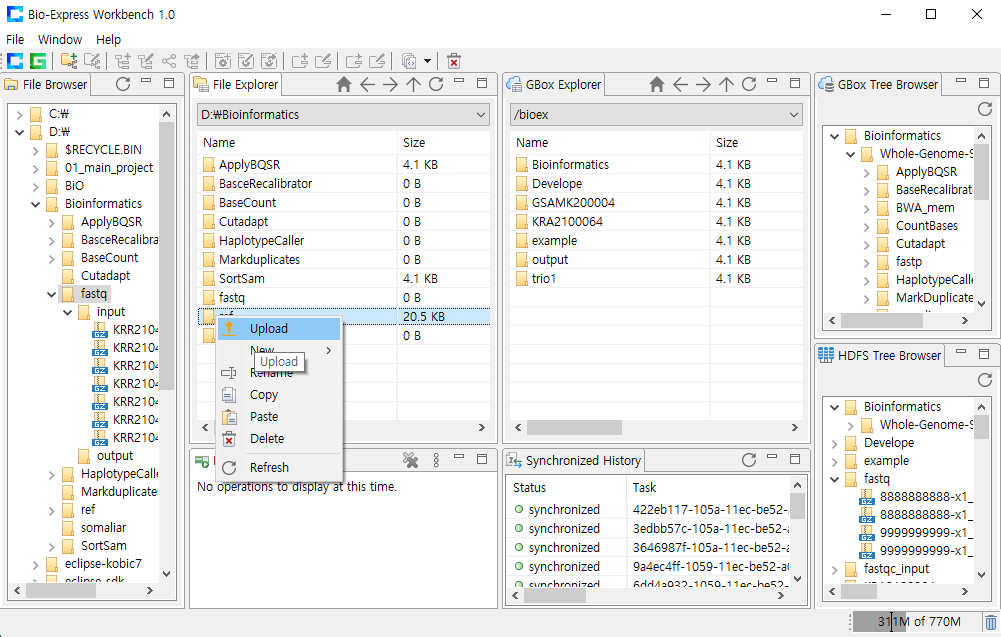 Bio-Express Workbench 1.0
File Window Help
File Browser
C:₩
D:₩
$RECYCLE.BIN
01_main_project
BiO
Bioinformatics
ApplyBQSR
BasceRecalibra
BaseCount
Cutadapt
fastq
input
KRR2104
KRR2104
KRR2104
KRR2104
KRR2104
KRR2104
KRR2104
output
HaplotypeCalle
Markduplicate
ref
somaliar
SortSam
eclipse-kobic7
eclipse-sdk
File Explorer
D:₩Bioinformatics
Name Size
ApplyBQSR 4.1 KB
BasceRecalibrator 0 B
BaseCount 0 B
Cutadapt 0 B
HaplotypeCaller 0 B
Markduplicates 0 B
SortSam 4.1 KB
fastq 0 B
ref 20.5 KB
0 B
Upload
New
Upload
Rename
Copy
Paste
Delete
Refresh
No operations to display at this time.
GBox Explorer
/bioex
Name Size
Bioinformatics 4.1 KB
Develope 4.1 KB
GSAMK200004 4.1 KB
KRA2100064 4.1 KB
example 4.1 KB
output 4.1 KB
trio1 4.1 KB
Synchronized History
Status Task
synchronized 422eb117-105a-11ec-be52-a
synchronized 3edbb57c-105a-11ec-be52-
synchronized 3646987f-105a-11ec-be52-a
synchronized 9a4ec4ff-1059-11ec-be52-a0
synchronized 6dd4a932-1059-11ec-be52-
GBox Tree Browser
Bioinformatics
Whole-Genome-S
ApplyBQSR
BaseRecalibrato
BWA_mem
CountBases
Cutadapt
fastp
HaplotypeCalle
MarkDuplicate
HDFS Tree Browser
Bioinformatics
Whole-Genome-S
Develope
example
fastq
8888888888-x1_
8888888888-x1_
9999999999-x1_
9999999999-x1_
fastqc_input
311M of 770M